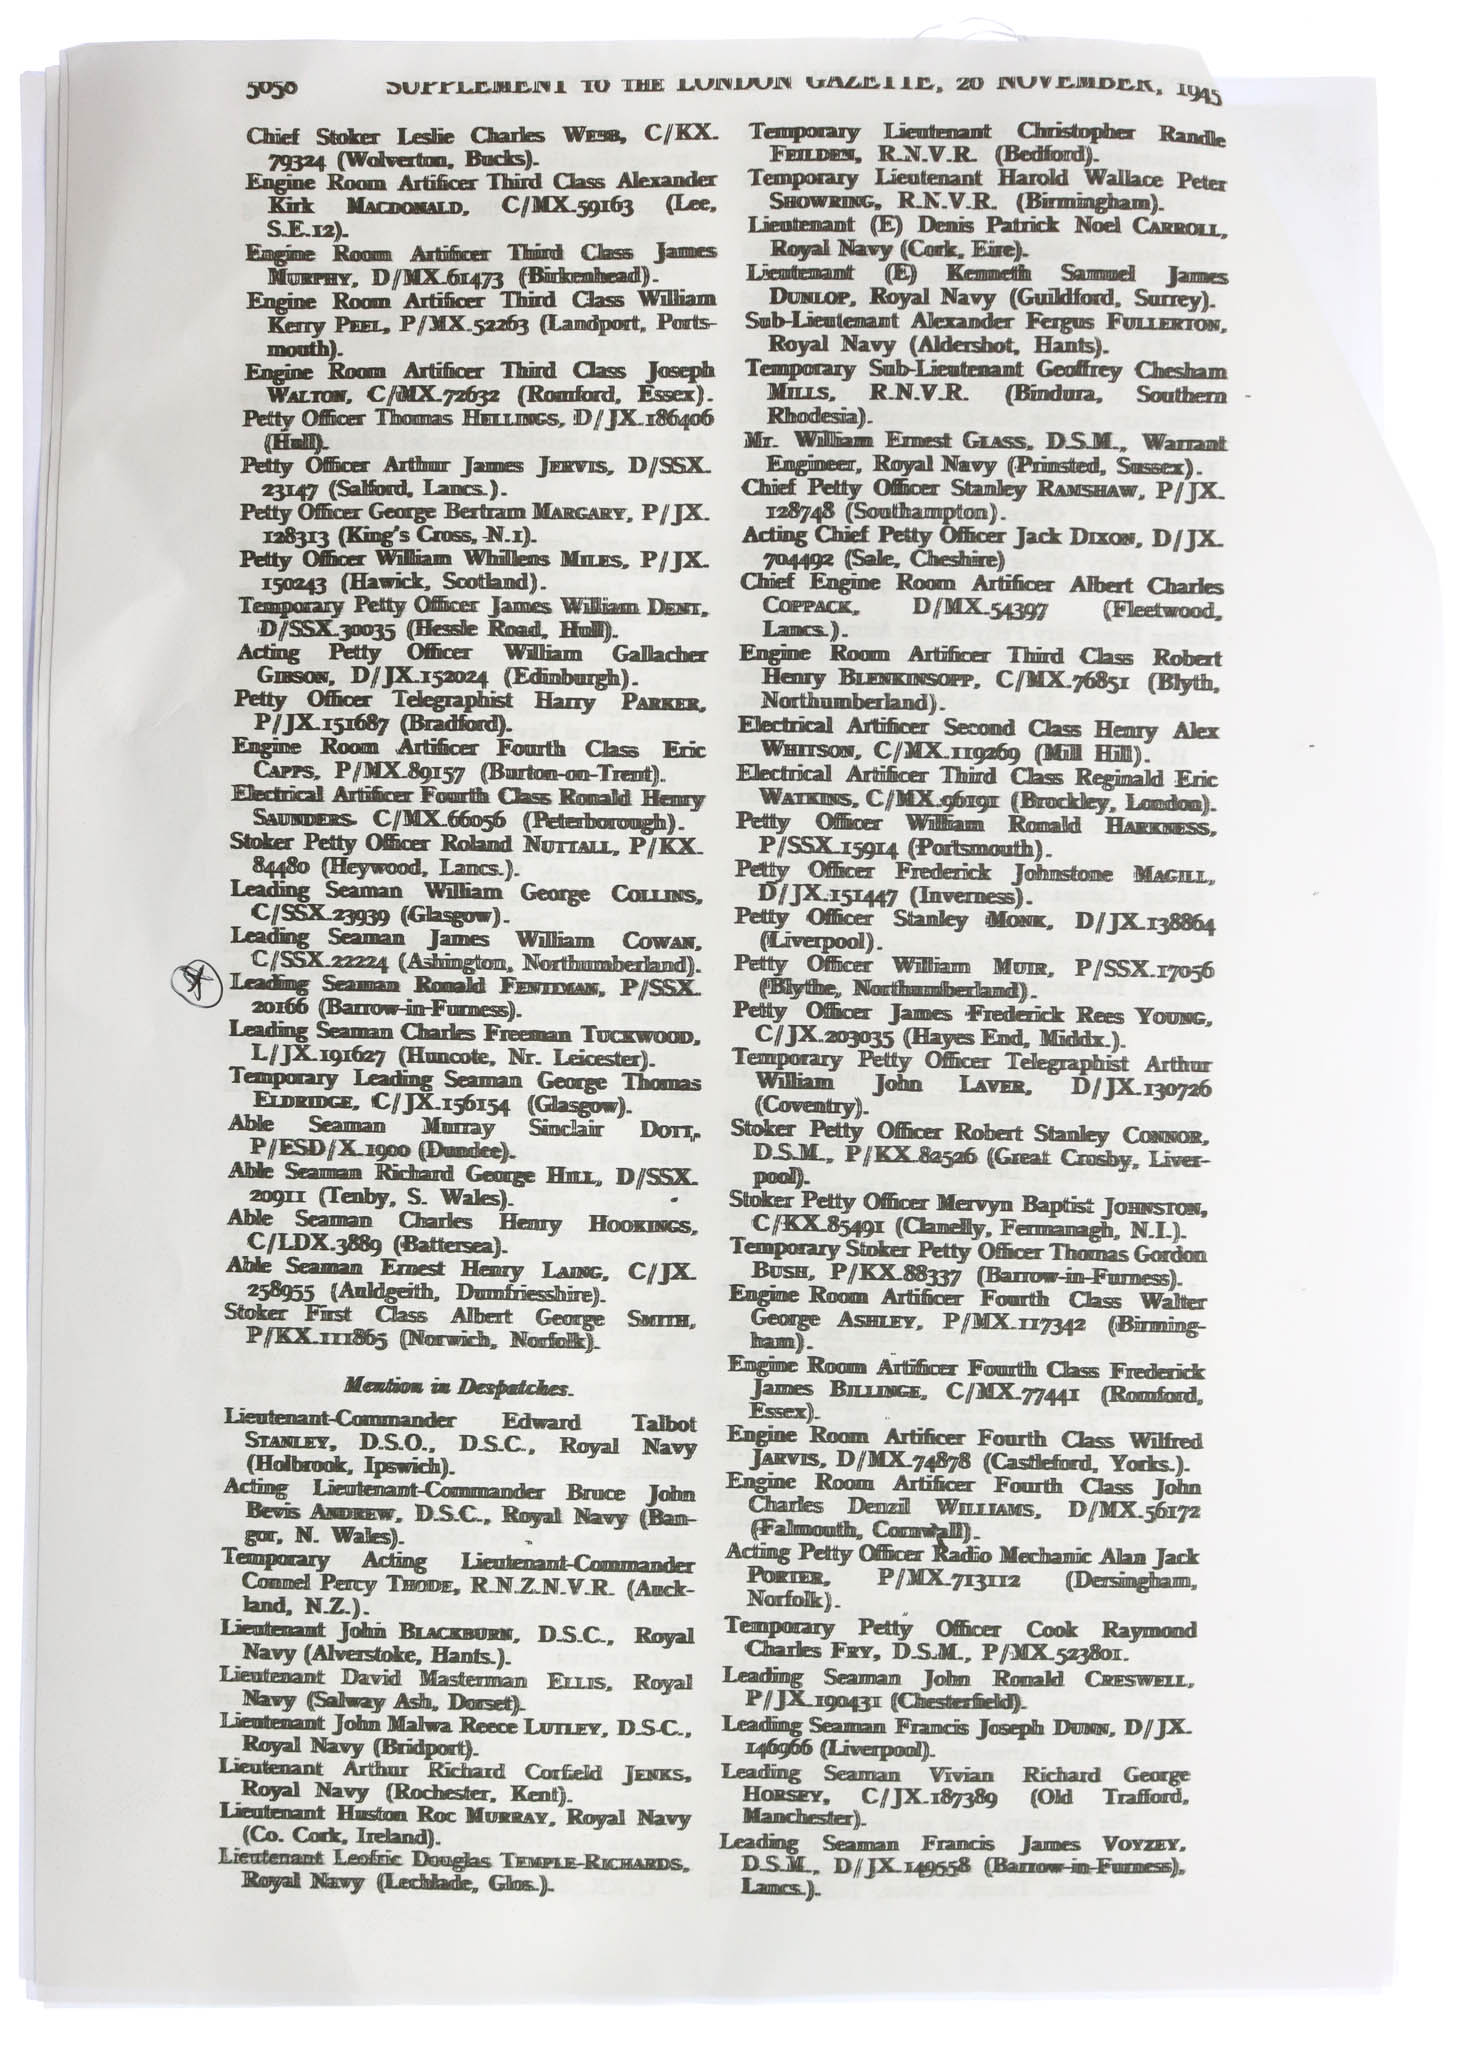 5050 SUPPLEMENT TO THE LONDON GAZETTE, 20 NOVEMBER, 1945
Chief Stoker Leslie Charles WEBB, C/KX.
79324 (Wolverton, Bucks).
Engine Room Artificer Third Class Alexander
Kirk MACDONALD, C/MX.59163 (Lee,
S.E.12).
Engine Room Artificer Third Class James
MURPHY, D/MX.61473 (Birkenhead).
Engine Room Artificer Third Class William
Kerry PEEL, P/MX.52263 (Landport, Ports-
mouth).
Engine Room Artificer Third Class Joseph
WALTON, C/MX.72632 (Romford, Essex).
Petty Officer Thomas HELLINGS, D/JX.186406
(Hull).
Petty Officer Arthur James JERVIS, D/SSX.
23147 (Salford, Lancs.).
Petty Officer George Bertram MARGARY, P/JX.
128313 (King's Cross, N.1).
Petty Officer William Whillens MILES, P/JX.
150243 (Hawick, Scotland).
Temporary Petty Officer James William DENT,
D/SSX.30035 (Hessle Road, Hull).
Acting Petty Officer William Gallacher
GIBSON, D/JX.152024 (Edinburgh).
Petty Officer Telegraphist Harry PARKER,
P/JX.151687 (Bradford).
Engine Room Artificer Fourth Class Eric
CAPPS, P/MX.89157 (Burton-on-Trent).
Electrical Artificer Fourth Class Ronald Henry
SAUNDERS. C/MX.66056 (Peterborough).
Stoker Petty Officer Roland NUTTALL, P/KX.
84480 (Heywood, Lancs.).
Leading Seaman William George COLLINS,
C/SSX.23939 (Glasgow).
Leading Seaman James William COWAN,
C/SSX.22224 (Ashington, Northumberland).
Leading Seaman Ronald FENTIMAN, P/SSX.
20166 (Barrow-in-Furness).
Leading Seaman Charles Freeman TUCKWOOD,
L/JX.191627 (Huncote, Nr. Leicester).
Temporary Leading Seaman George Thomas
ELDRIDGE, C/JX.156154 (Glasgow).
Able Seaman Murray Sinclair DOTT,
P/ESD/X.1900 (Dundee).
Able Seaman Richard George HILL, D/SSX.
20911 (Tenby, S. Wales).
Able Seaman Charles Henry HOOKINGS,
C/LDX.3889 (Battersea).
Able Seaman Ernest Henry LAING, C/JX.
258955 (Auldgeith, Dumfriesshire).
Stoker First Class Albert George SMITH,
P/KX.111865 (Norwich, Norfolk).
Mention in Despatches.
Lieutenant-Commander Edward Talbot
STANLEY, D.S.O., D.S.C., Royal Navy
(Holbrook, Ipswich).
Acting Lieutenant-Commander Bruce John
Bevis ANDREW, D.S.C., Royal Navy (Ban-
gor, N. Wales).
Temporary Acting Lieutenant-Commander
Connel Percy THODE, R.N.Z.N.V.R. (Auck-
land, N.Z.).
Lieutenant John BLACKBURN, D.S.C., Royal
Navy (Alverstoke, Hants.).
Lieutenant David Masterman ELLIS, Royal
Navy (Salway Ash, Dorset).
Lieutenant John Malwa Reece LUTLEY, D.S.C.,
Royal Navy (Bridport).
Lieutenant Arthur Richard Corfield JENKS,
Royal Navy (Rochester, Kent).
Lieutenant Huston Roc MURRAY, Royal Navy
(Co. Cork, Ireland).
Lieutenant Leofric Douglas TEMPLE-RICHARDS,
Royal Navy (Lechlade, Glos.).
Temporary Lieutenant Christopher Randle
FEILDEN, R.N.V.R. (Bedford).
Temporary Lieutenant Harold Wallace Peter
SHOWRING, R.N.V.R. (Birmingham).
Lieutenant (E) Denis Patrick Noel CARROLL,
Royal Navy (Cork, Eire).
Lieutenant (E) Kenneth Samuel James
DUNLOP, Royal Navy (Guildford, Surrey).
Sub-Lieutenant Alexander Fergus FULLERTON,
Royal Navy (Aldershot, Hants).
Temporary Sub-Lieutenant Geoffrey Chesham
MILLS, R.N.V.R. (Bindura, Southern
Rhodesia).
Mr. William Ernest GLASS, D.S.M., Warrant
Engineer, Royal Navy (Prinsted, Sussex).
Chief Petty Officer Stanley RAMSHAW, P/JX.
128748 (Southampton).
Acting Chief Petty Officer Jack DIXON, D/JX.
704492 (Sale, Cheshire)
Chief Engine Room Artificer Albert Charles
COPPACK, D/MX.54397 (Fleetwood,
Lancs.).
Engine Room Artificer Third Class Robert
Henry BLENKINSOPP, C/MX.76851 (Blyth,
Northumberland).
Electrical Artificer Second Class Henry Alex
WHITSON, C/MX.119269 (Mill Hill).
Electrical Artificer Third Class Reginald Eric
WATKINS, C/MX.96191 (Brockley, London).
Petty Officer William Ronald HARKNESS,
P/SSX.15914 (Portsmouth).
Petty Officer Frederick Johnstone MAGILL,
D/JX.151447 (Inverness).
Petty Officer Stanley MONK, D/JX.138864
(Liverpool).
Petty Officer William MUIR, P/SSX.17056
(Blythe, Northumberland).
Petty Officer James Frederick Rees YOUNG,
C/JX.203035 (Hayes End, Middx.).
Temporary Petty Officer Telegraphist Arthur
William John LAVER, D/JX.130726
(Coventry).
Stoker Petty Officer Robert Stanley CONNOR,
D.S.M., P/KX.82526 (Great Crosby, Liver-
pool).
Stoker Petty Officer Mervyn Baptist JOHNSTON,
C/KX.85491 (Clanelly, Fermanagh, N.I.).
Temporary Stoker Petty Officer Thomas Gordon
BUSH, P/KX.88337 (Barrow-in-Furness).
Engine Room Artificer Fourth Class Walter
George ASHLEY, P/MX.117342 (Birming-
ham).
Engine Room Artificer Fourth Class Frederick
James BILLINGE, C/MX.77441 (Romford,
Essex).
Engine Room Artificer Fourth Class Wilfred
JARVIS, D/MX.74878 (Castleford, Yorks.).
Engine Room Artificer Fourth Class John
Charles Denzil WILLIAMS, D/MX.56172
(Falmouth, Cornwall).
Acting Petty Officer Radio Mechanic Alan Jack
PORTER, P/MX.713112 (Dersingham,
Norfolk).
Temporary Petty Officer Cook Raymond
Charles FRY, D.S.M., P/MX.523801.
Leading Seaman John Ronald CRESWELL,
P/JX.190431 (Chesterfield).
Leading Seaman Francis Joseph DUNN, D/JX.
146966 (Liverpool).
Leading Seaman Vivian Richard George
HORSEY, C/JX.187389 (Old Trafford,
Manchester).
Leading Seaman Francis James VOYZEY,
D.S.M., D/JX.149558 (Barrow-in-Furness),
Lancs.).